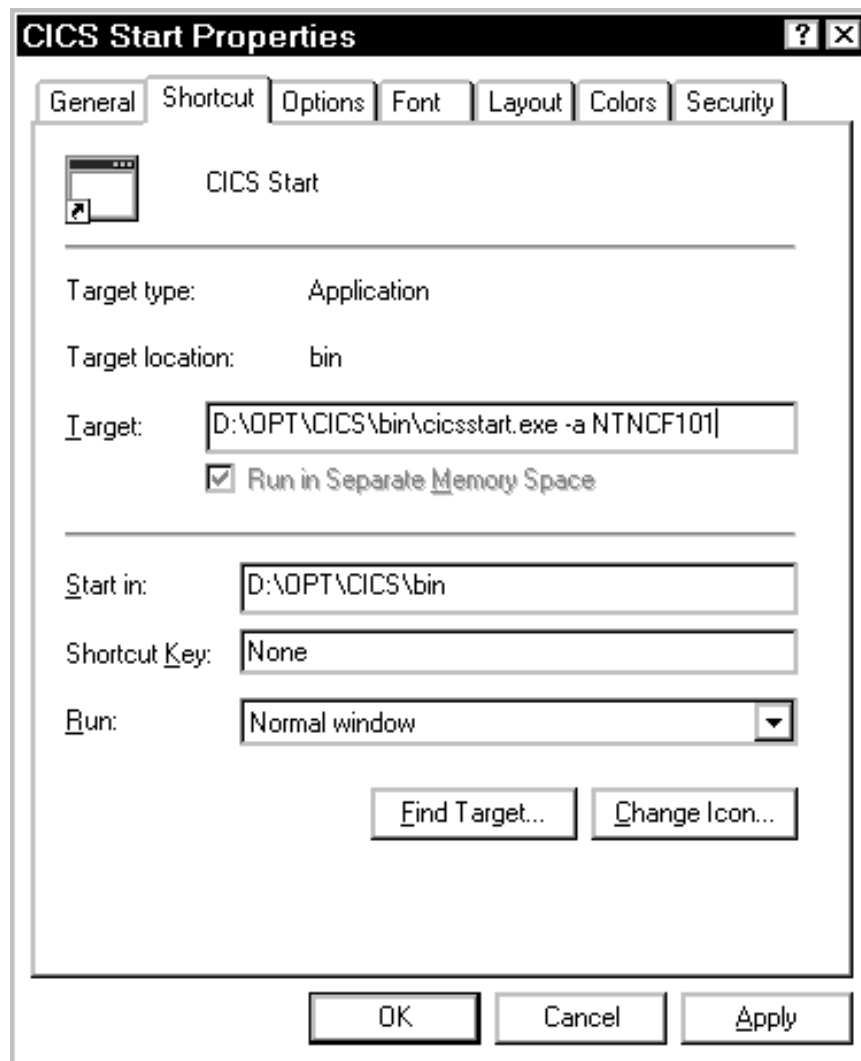 CICS Start Properties ? X
General Shortcut Options Font Layout Colors Security
CICS Start
Target type: Application
Target location: bin
Target: D:\OPT\CICS\bin\cicsstart.exe -a NTNCF101
Run in Separate Memory Space
Start in: D:\OPT\CICS\bin
Shortcut Key: None
Run: Normal window
Find Target... Change Icon...
OK Cancel Apply